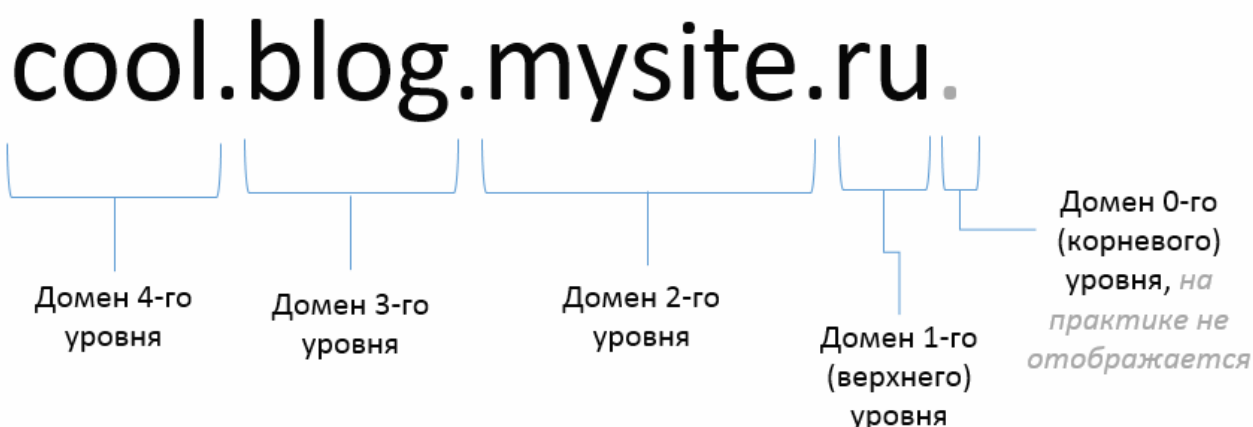 cool.blog.mysite.ru.
Домен 4-го
уровня
Домен 3-го
уровня
Домен 2-го
уровня
Домен 1-го
(верхнего)
уровня
Домен 0-го
(корневого)
уровня, на
практике не
отображается